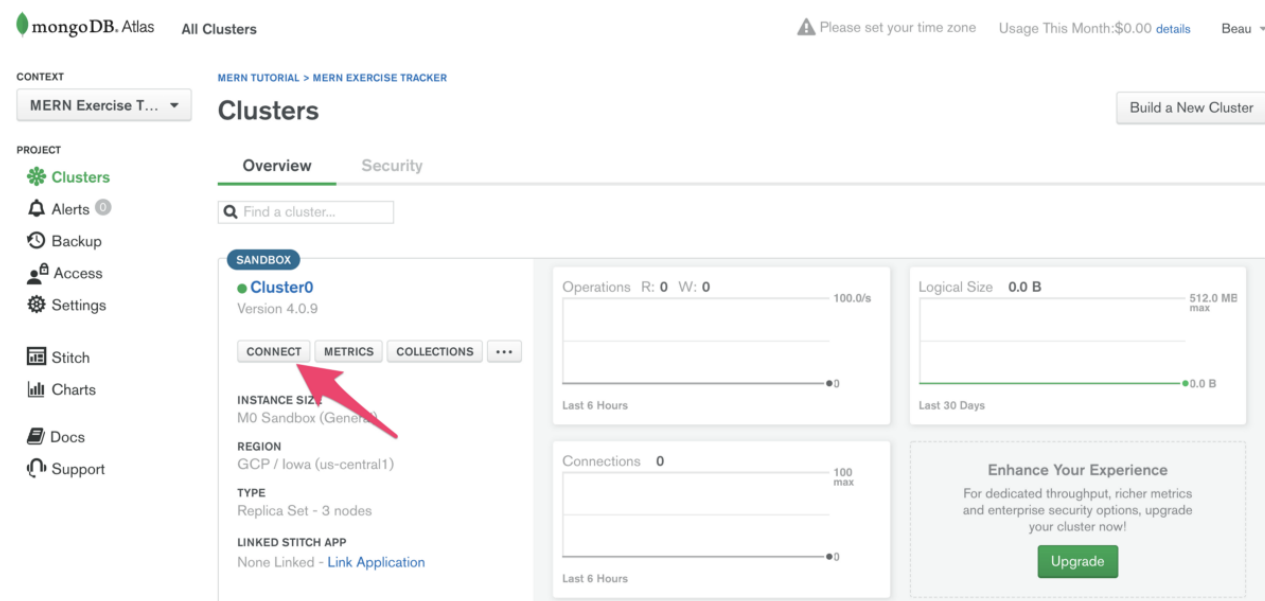 mongoDB. Atlas All Clusters Please set your time zone Usage This Month:$0.00 details Beau
CONTEXT
MERN Exercise T...
PROJECT
Clusters
Alerts 0
Backup
Access
Settings
Stitch
Charts
Docs
Support
MERN TUTORIAL > MERN EXERCISE TRACKER
Clusters
Build a New Cluster
Overview Security
Find a cluster...
SANDBOX
Cluster0
Version 4.0.9
CONNECT METRICS COLLECTIONS ...
INSTANCE SIZE
M0 Sandbox (General)
REGION
GCP / Iowa (us-central1)
TYPE
Replica Set - 3 nodes
LINKED STITCH APP
None Linked - Link Application
Operations R: 0 W: 0
100.0/s
0
Last 6 Hours
Logical Size 0.0 B
512.0 MB
max
0.0 B
Last 30 Days
Connections 0
100
max
0
Last 6 Hours
Enhance Your Experience
For dedicated throughput, richer metrics
and enterprise security options, upgrade
your cluster now!
Upgrade